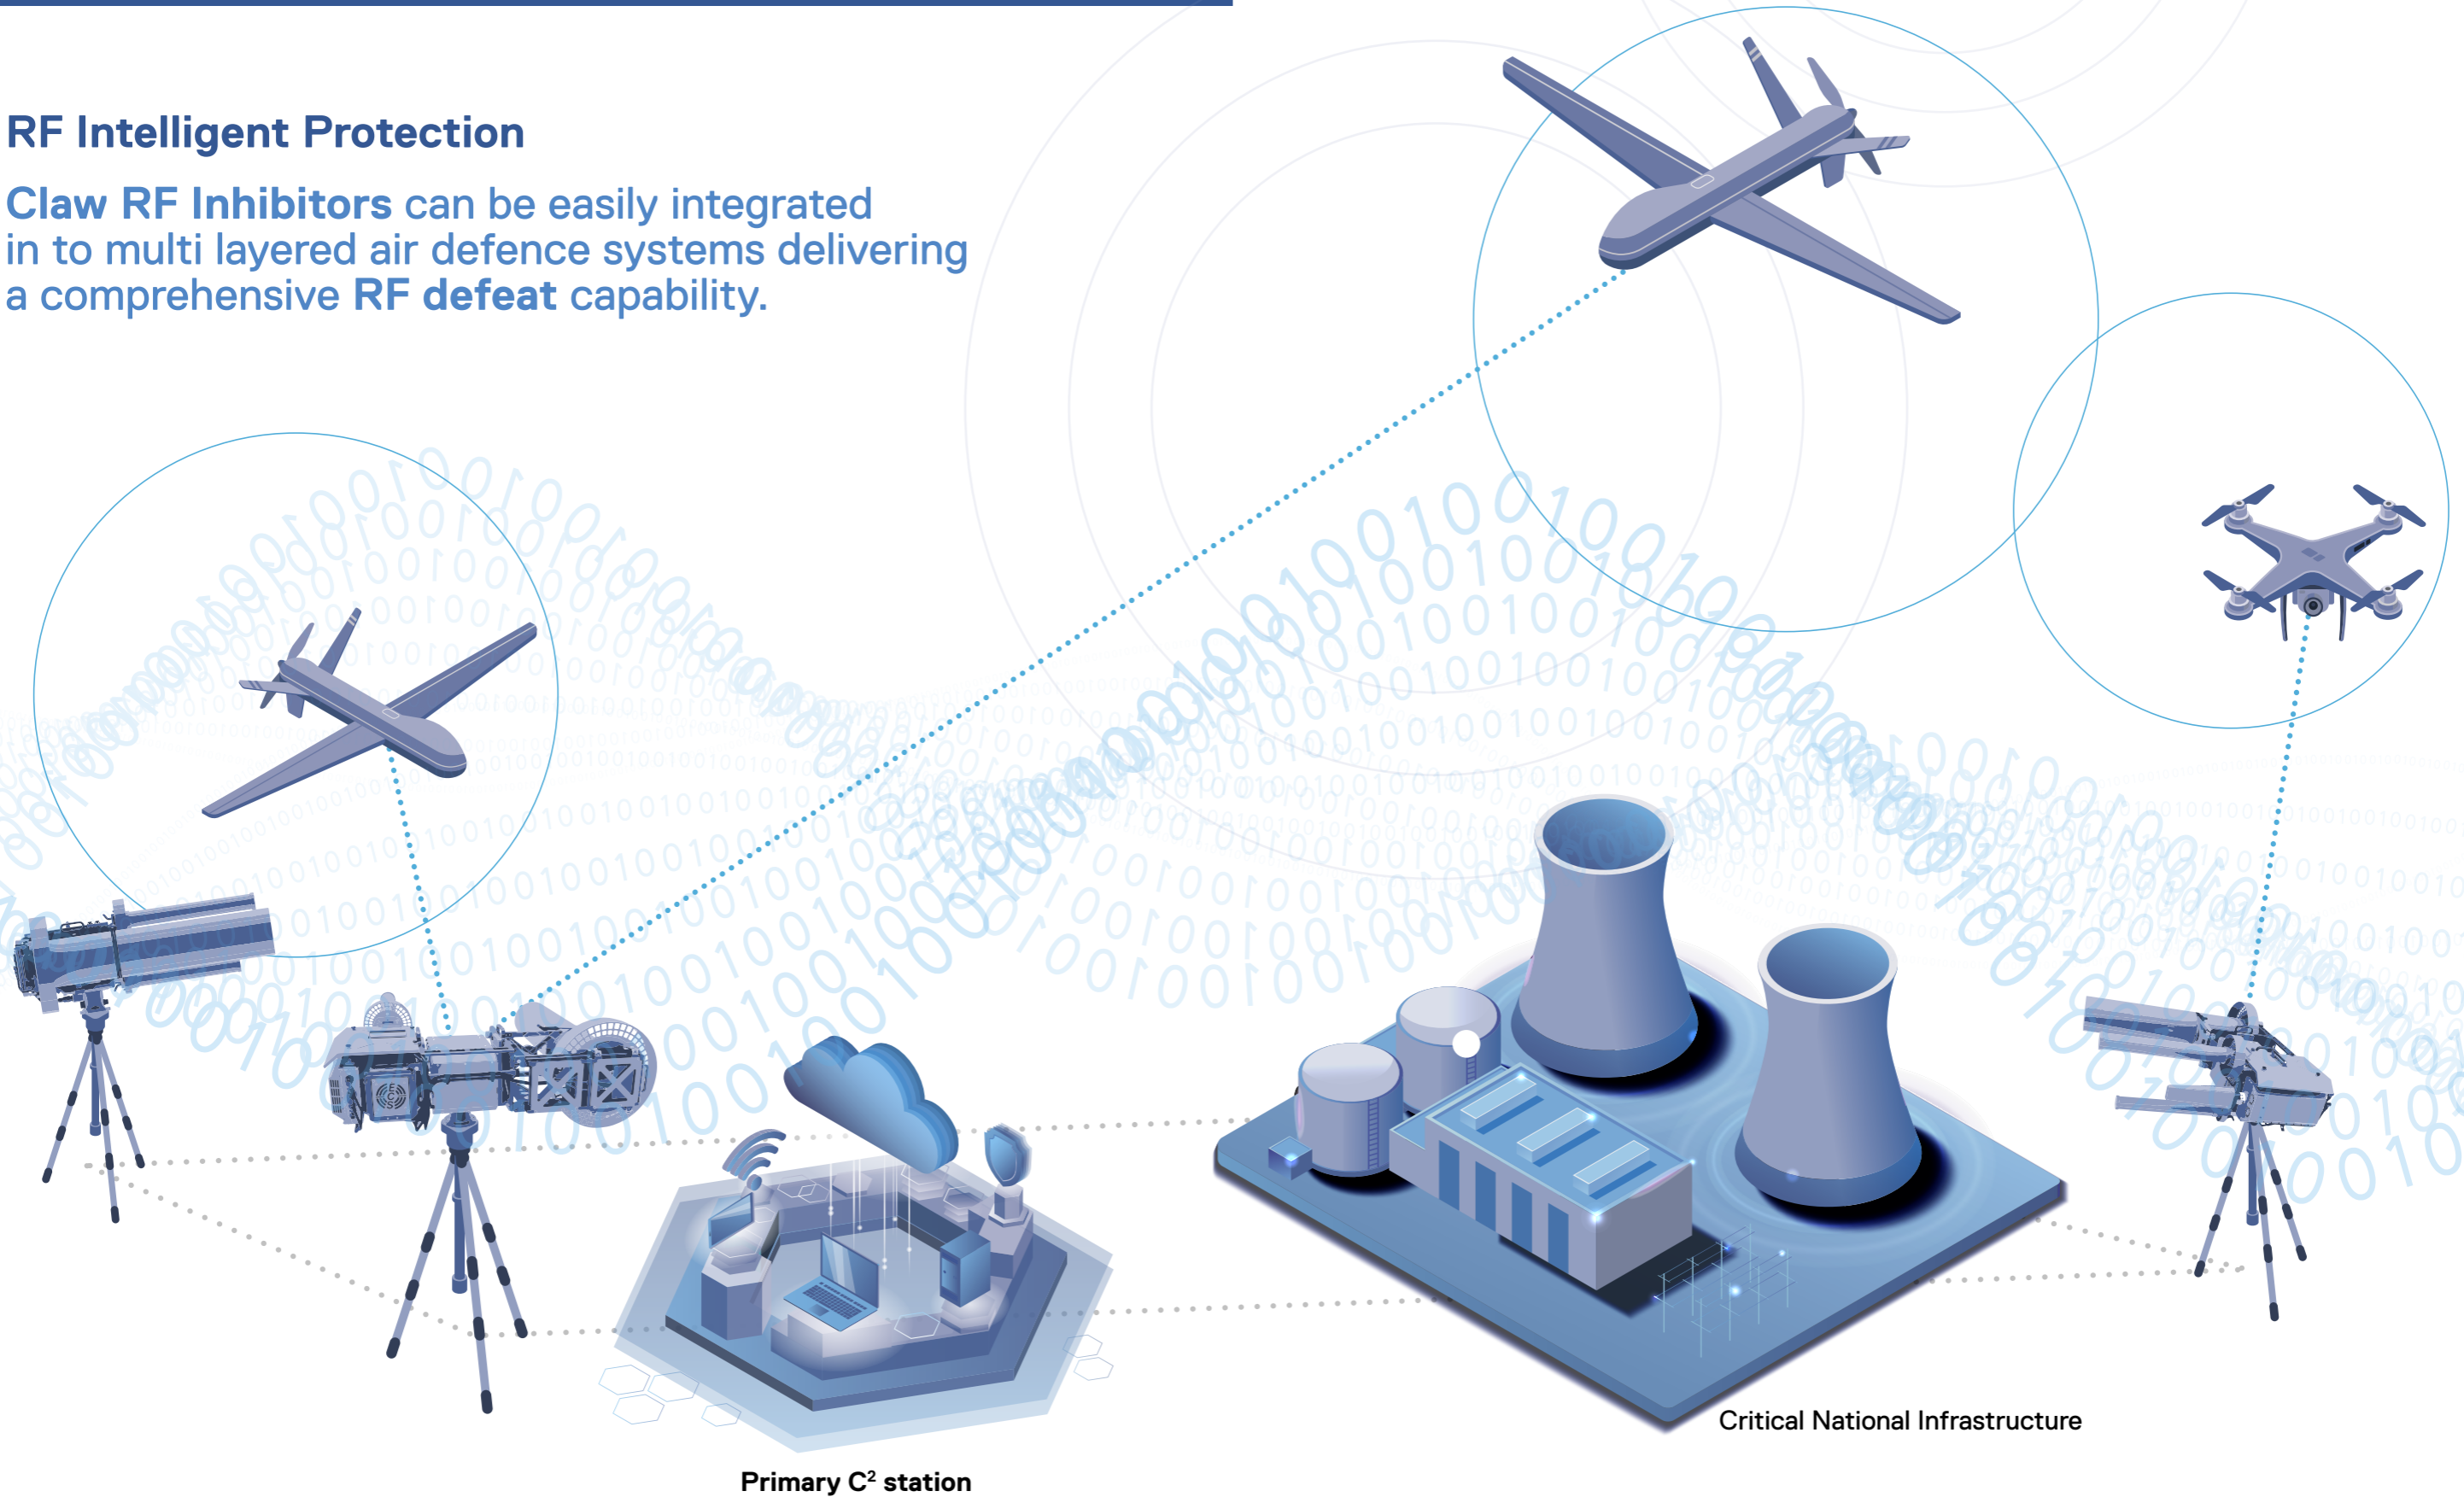 RF Intelligent Protection
Claw RF Inhibitors can be easily integrated
in to multi layered air defence systems delivering
a comprehensive RF defeat capability.
Critical National Infrastructure
Primary C² station